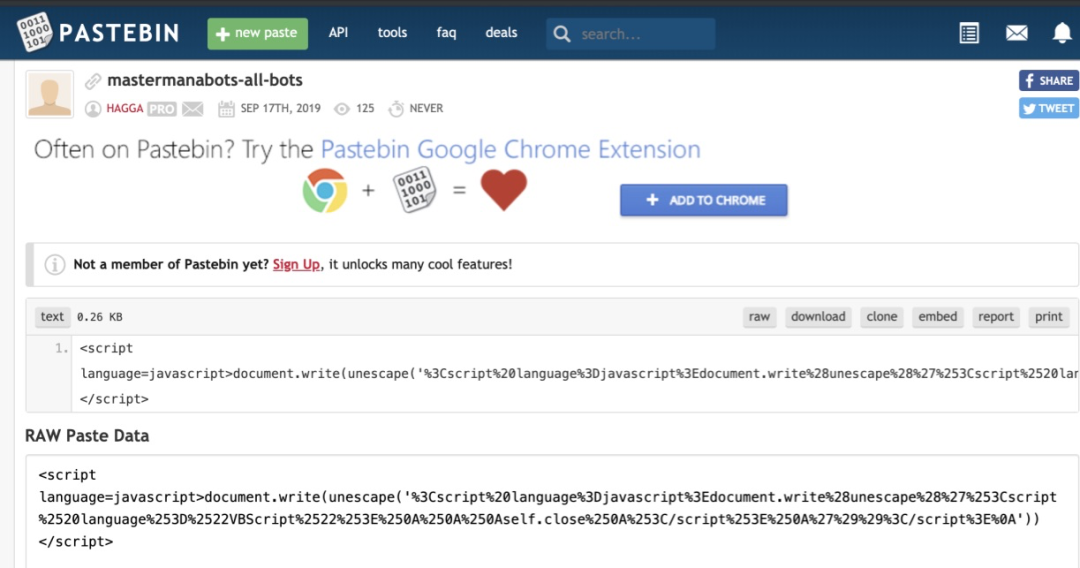 0011 1000 101 PASTEBIN + new paste API tools faq deals search...
mastermanabots-all-bots
f SHARE
HAGGA PRO SEP 17TH, 2019 125 NEVER
TWEET
Often on Pastebin? Try the Pastebin Google Chrome Extension
+ 0011 1000 101 = + ADD TO CHROME
i Not a member of Pastebin yet? Sign Up, it unlocks many cool features!
text 0.26 KB raw download clone embed report print
1. <script
language=javascript>document.write(unescape('%3Cscript%20language%3Djavascript%3Edocument.write%28unescape%28%27%253Cscript%2520lan
</script>
RAW Paste Data
<script
language=javascript>document.write(unescape('%3Cscript%20language%3Djavascript%3Edocument.write%28unescape%28%27%253Cscript
%2520language%253D%2522VBScript%2522%253E%250A%250A%250Aself.close%250A%253C/script%253E%250A%27%29%29%3C/script%3E%0A'))
</script>